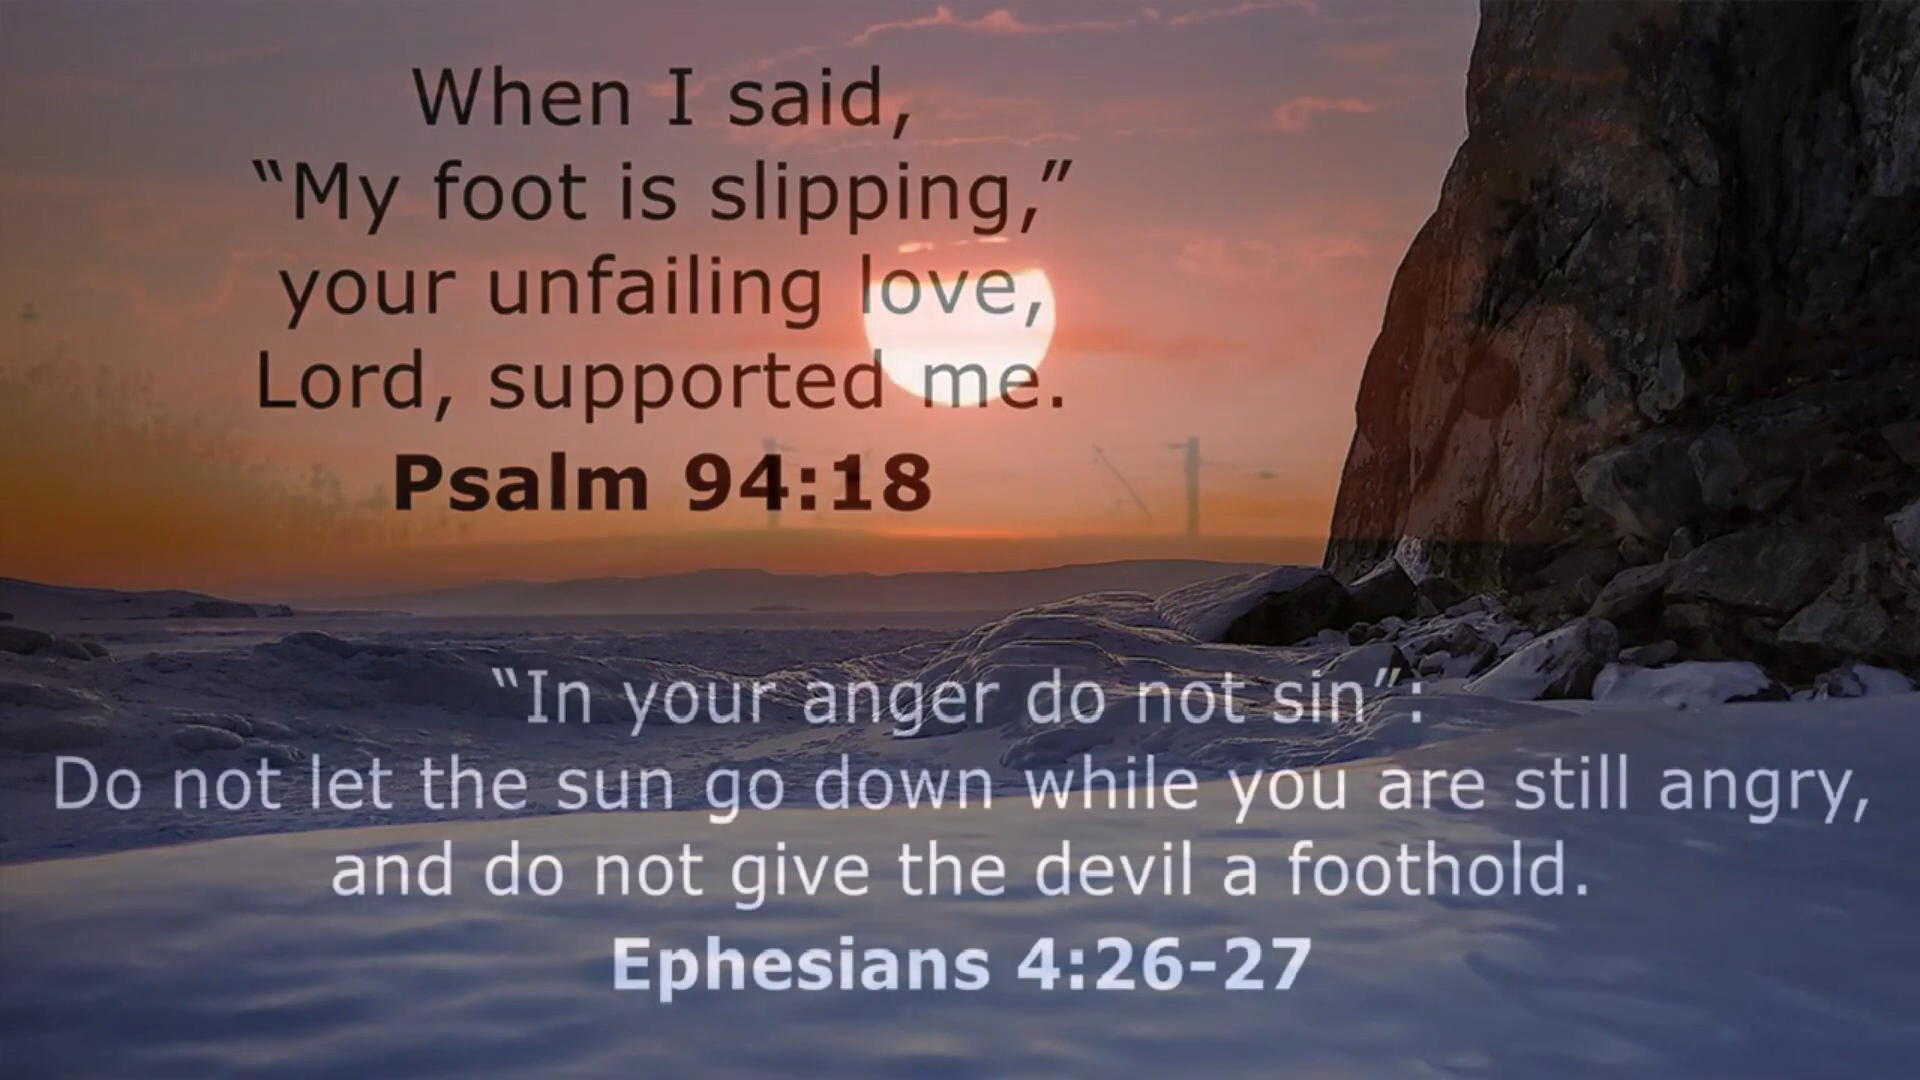 When I said,
“My foot is slipping,”
your unfailing love,
Lord, supported me.
Psalm 94:18
“In your anger do not sin”:
Do not let the sun go down while you are still angry,
and do not give the devil a foothold.
Ephesians 4:26-27